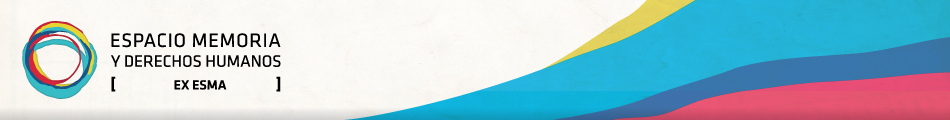 ESPACIO MEMORIA
Y DERECHOS HUMANOS
[ EX ESMA ]